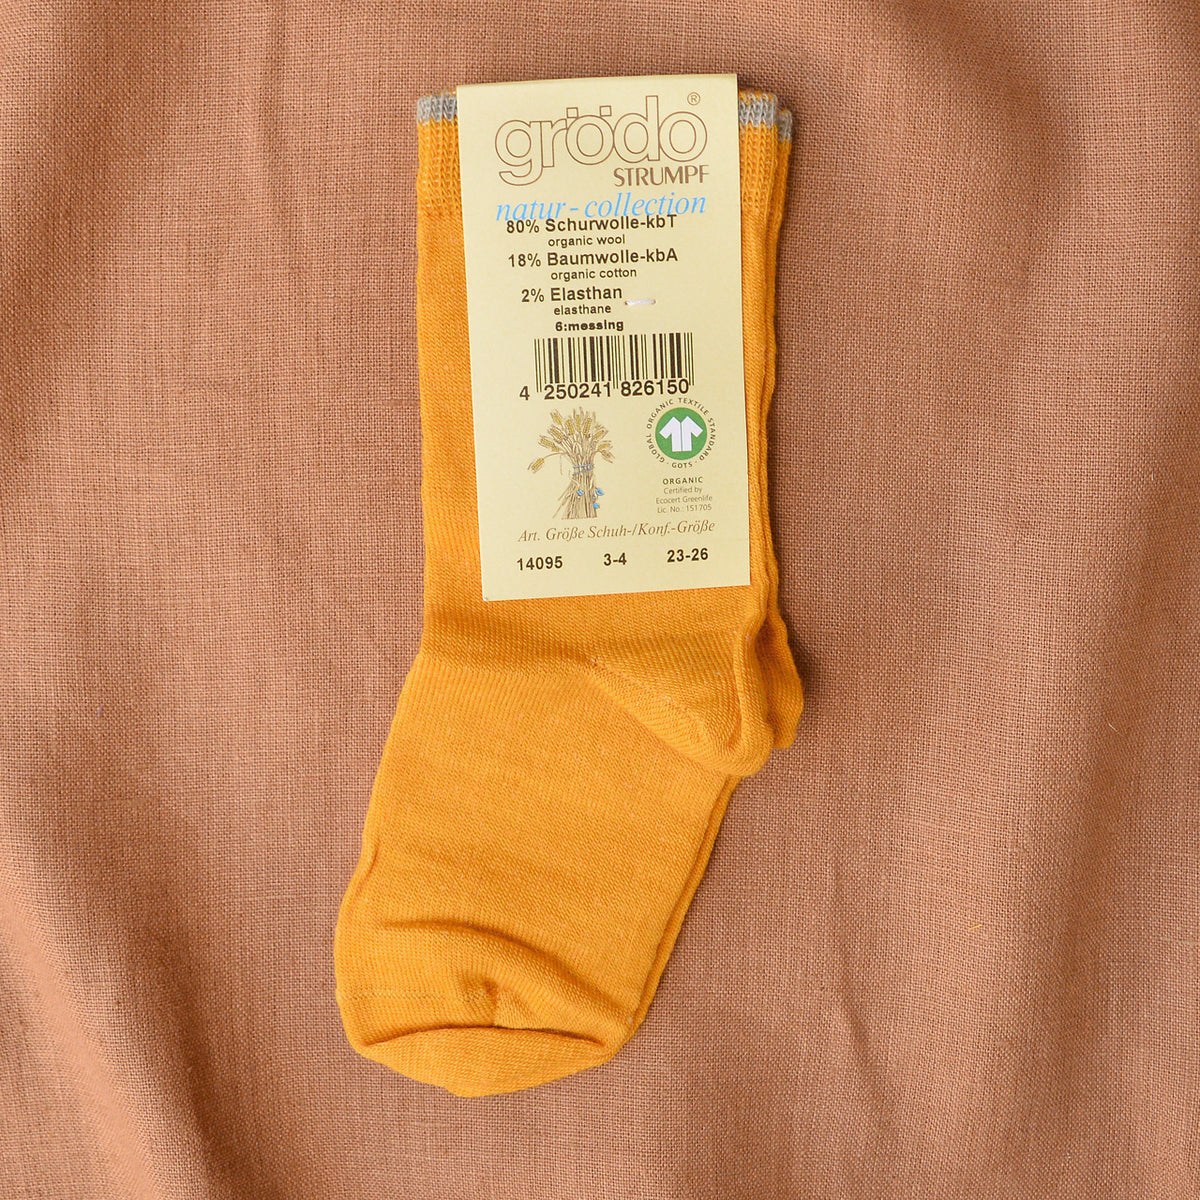 grödo®
STRUMPF
natur-collection
80% Schurwolle-kbT
organic wool
18% Baumwolle-kbA
organic cotton
2% Elasthan
elasthane
6:messing
4 250241 826150
GLOBAL ORGANIC TEXTILE STANDARD · GOTS ·
ORGANIC
Certified by
Ecocert Greenlife
Lic. No.: 151705
Art. Größe Schuh-/Konf.-Größe
14095 3-4 23-26